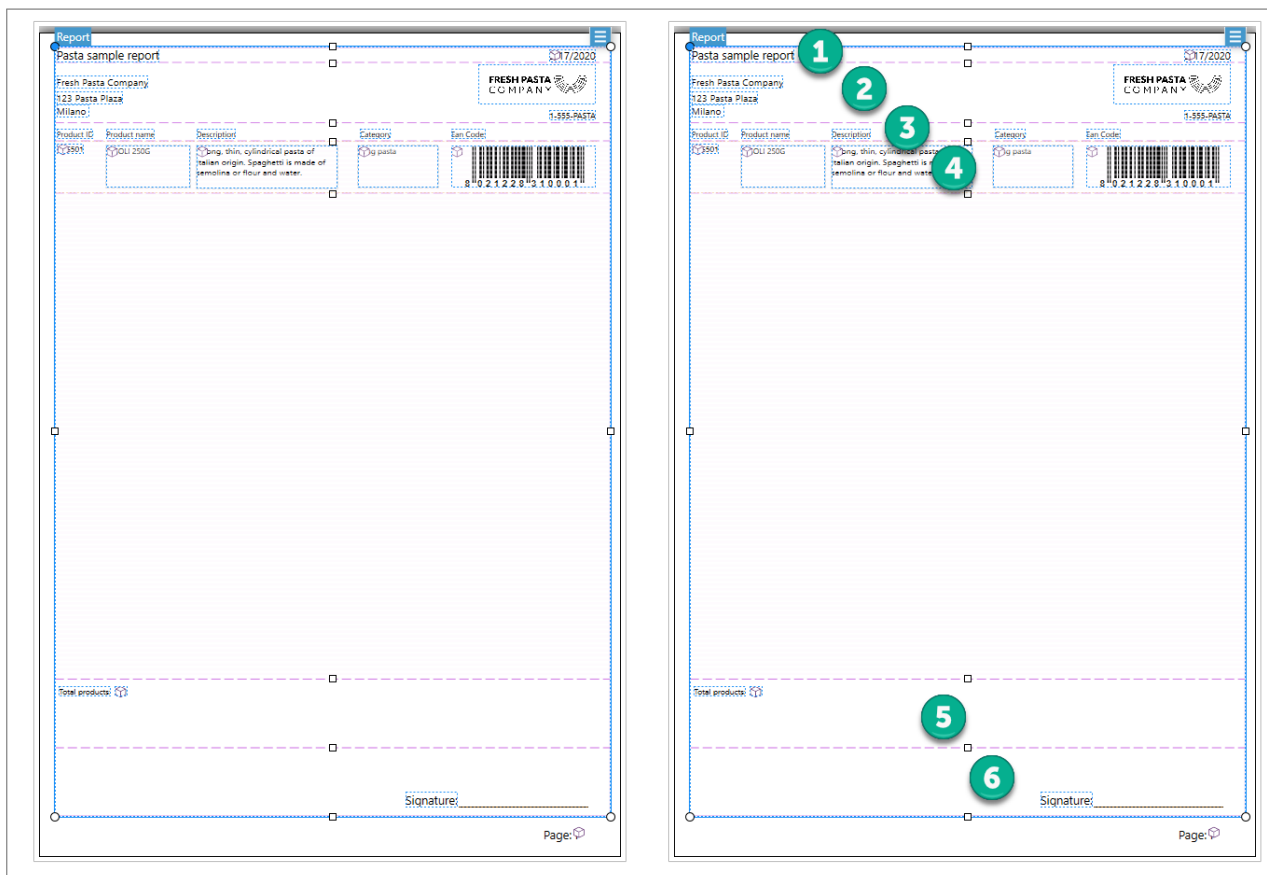 Report
Pasta sample report
17/2020
Fresh Pasta Company
123 Pasta Plaza
Milano
FRESH PASTA
COMPANY
1-555-PASTA
Product ID Product name Description Category Ean Code:
3501 OLI 250G ong, thin, cylindrical pasta of
italian origin. Spaghetti is made of
semolina or flour and water.
g pasta
8 021228 310001
Total products:
Signature:
Page:
Report
Pasta sample report
1
17/2020
2
Fresh Pasta Company
123 Pasta Plaza
Milano
FRESH PASTA
COMPANY
1-555-PASTA
3
Product ID Product name Description Category Ean Code:
3501 OLI 250G ong, thin, cylindrical pasta
italian origin. Spaghetti is
semolina or flour and wate
4
g pasta
8 021228 310001
Total products:
5
6
Signature:
Page: